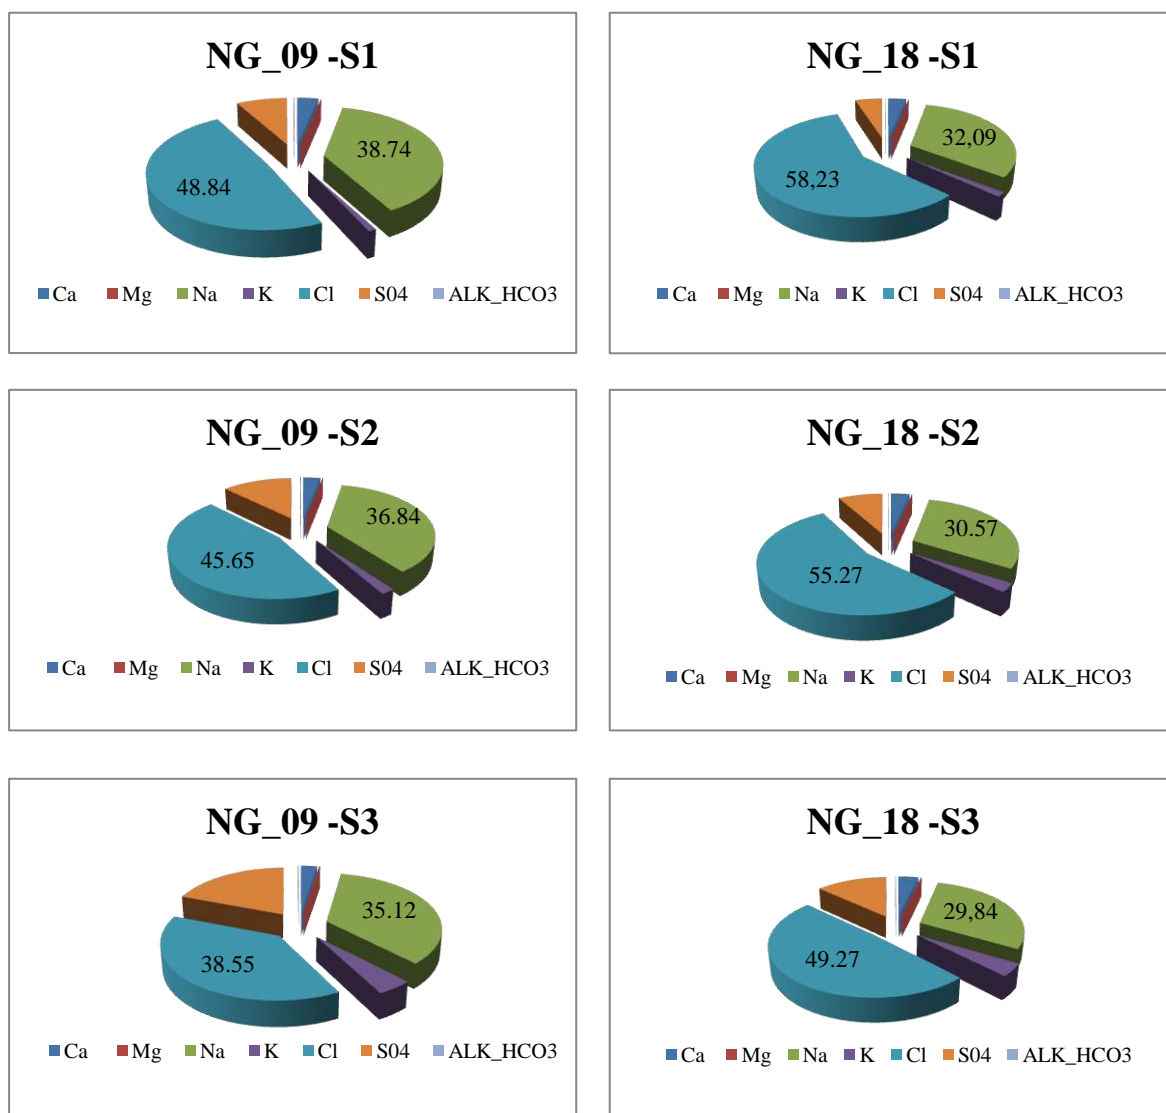 NG_09 -S1
38.74
48.84
Ca Mg Na K Cl S04 ALK_HCO3
NG_18 -S1
32,09
58,23
Ca Mg Na K Cl S04 ALK_HCO3
NG_09 -S2
36.84
45.65
Ca Mg Na K Cl S04 ALK_HCO3
NG_18 -S2
30.57
55.27
Ca Mg Na K Cl S04 ALK_HCO3
NG_09 -S3
35.12
38.55
Ca Mg Na K Cl S04 ALK_HCO3
NG_18 -S3
29,84
49.27
Ca Mg Na K Cl S04 ALK_HCO3